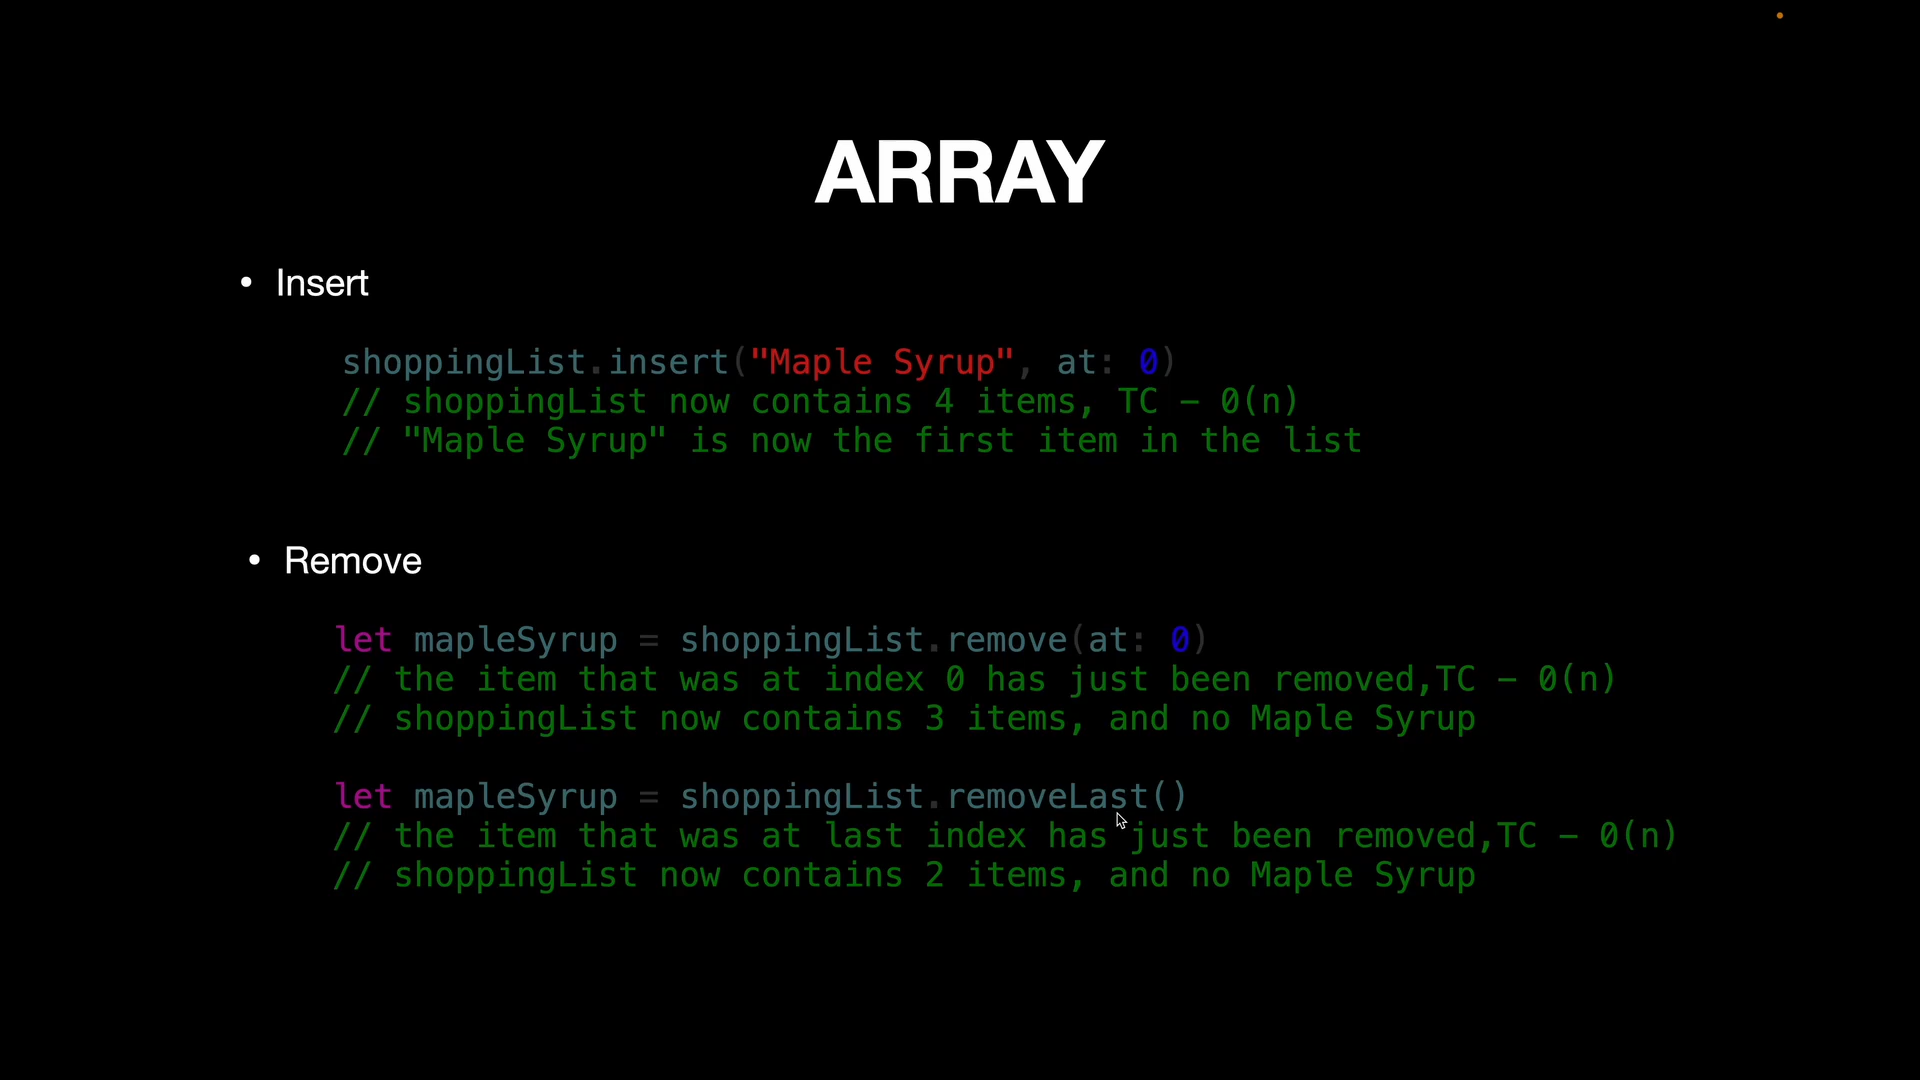 ARRAY
• Insert
shoppingList.insert("Maple Syrup", at: 0)
// shoppingList now contains 4 items, TC – 0(n)
// "Maple Syrup" is now the first item in the list
• Remove
let mapleSyrup = shoppingList.remove(at: 0)
// the item that was at index 0 has just been removed,TC – 0(n)
// shoppingList now contains 3 items, and no Maple Syrup
let mapleSyrup = shoppingList.removeLast()
// the item that was at last index has just been removed,TC – 0(n)
// shoppingList now contains 2 items, and no Maple Syrup